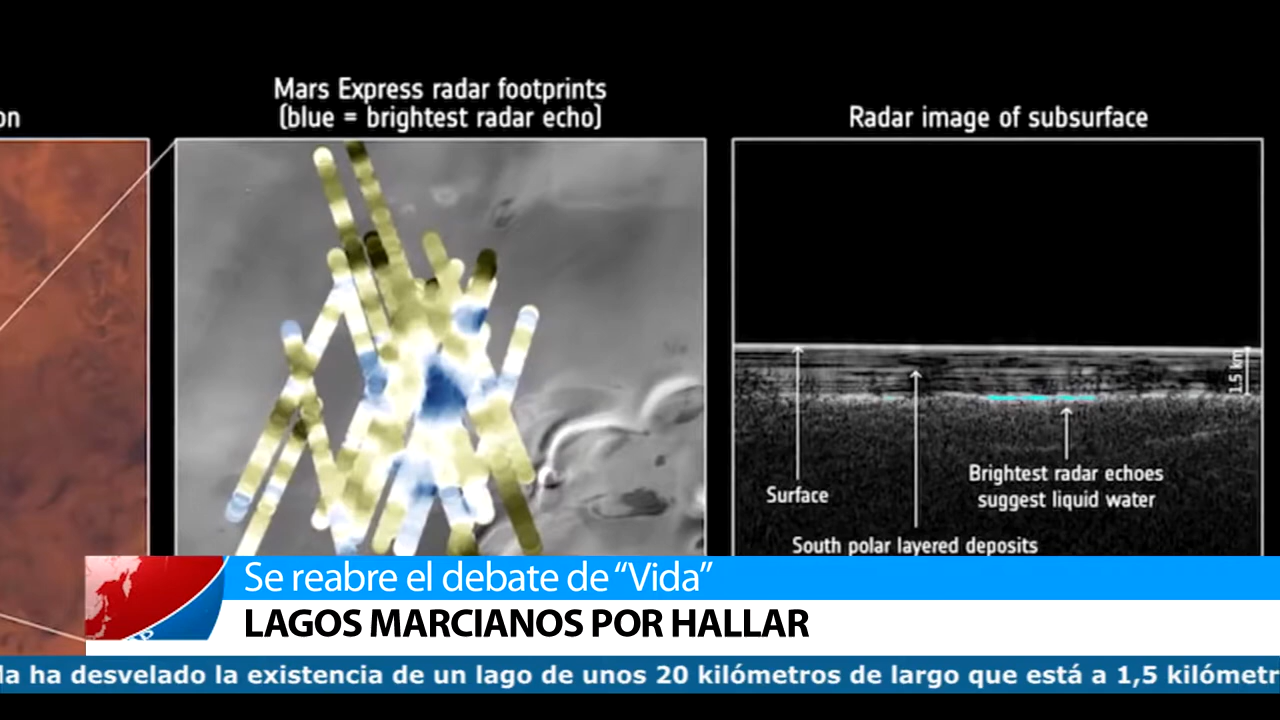 on
Mars Express radar footprints
(blue = brightest radar echo)
Radar image of subsurface
1.5 km
Brightest radar echoes
suggest liquid water
Surface
South polar layered deposits
Se reabre el debate de “Vida”
LAGOS MARCIANOS POR HALLAR
la ha desvelado la existencia de un lago de unos 20 kilómetros de largo que está a 1,5 kilómetr